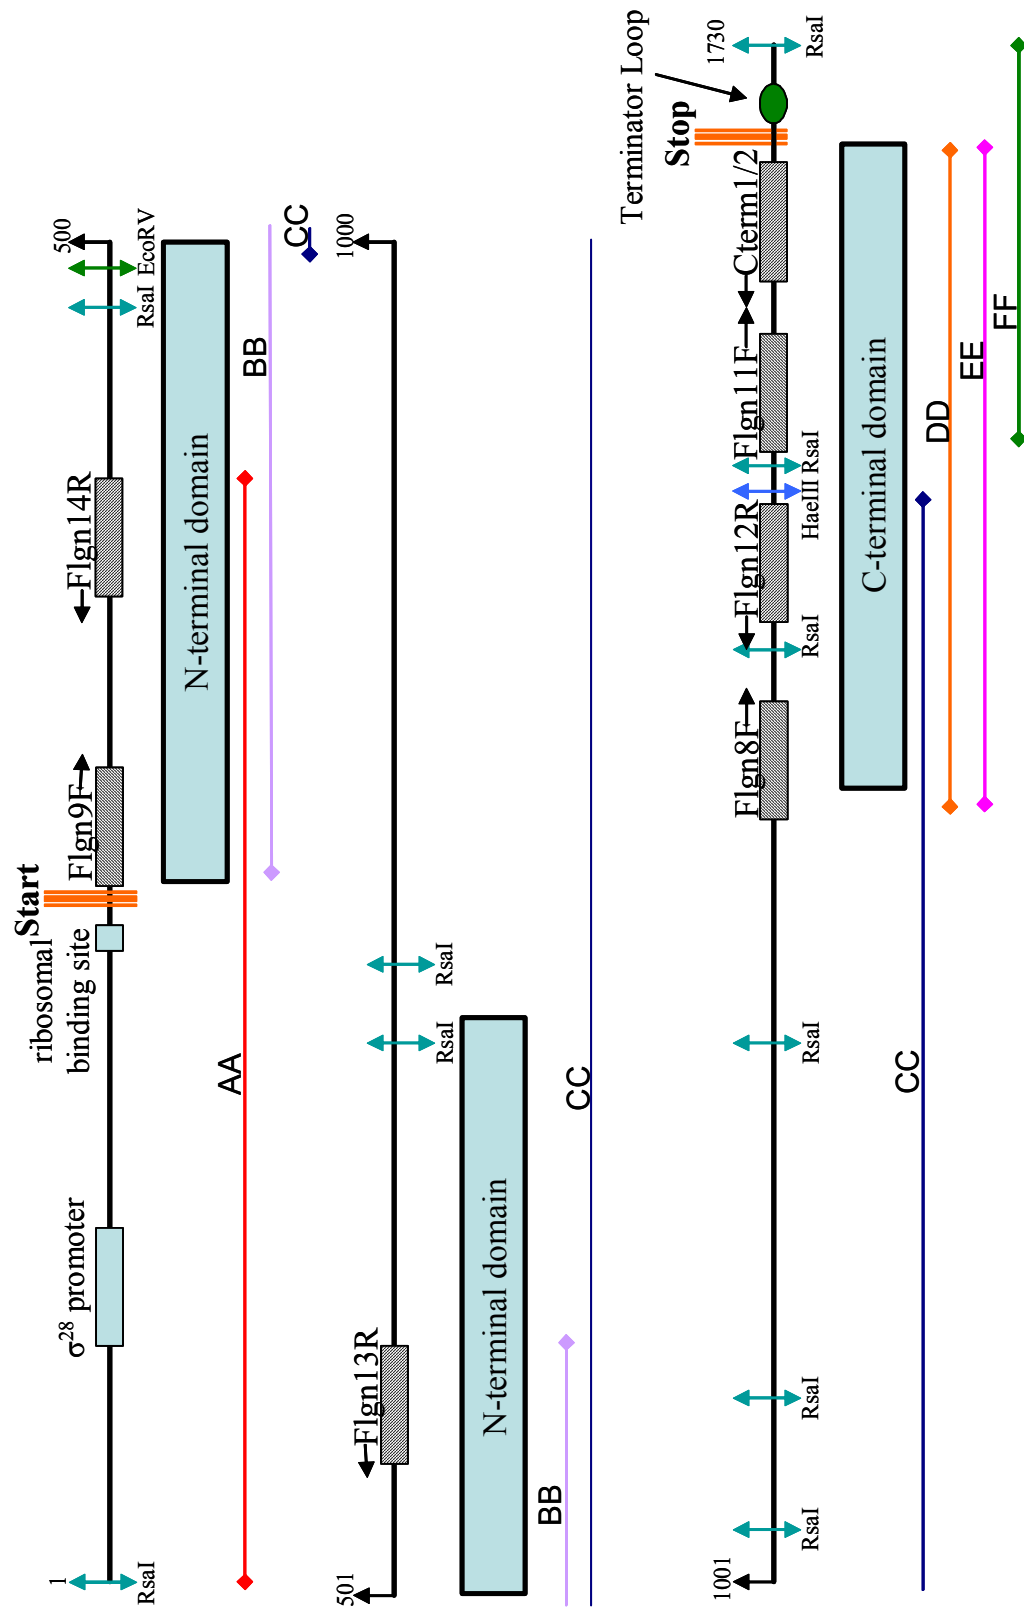 1
RsaI
σ28 promoter
ribosomal
binding site
Start
Flgn9F
Flgn14R
RsaI
EcoRV
500
N-terminal domain
AA
BB
CC
501
Flgn13R
RsaI
RsaI
1000
N-terminal domain
BB
CC
1001
RsaI
RsaI
RsaI
Flgn8F
RsaI
Flgn12R
HaeIII
RsaI
Flgn11F
Cterm1/2
Stop
Terminator Loop
1730
RsaI
C-terminal domain
CC
DD
EE
FF